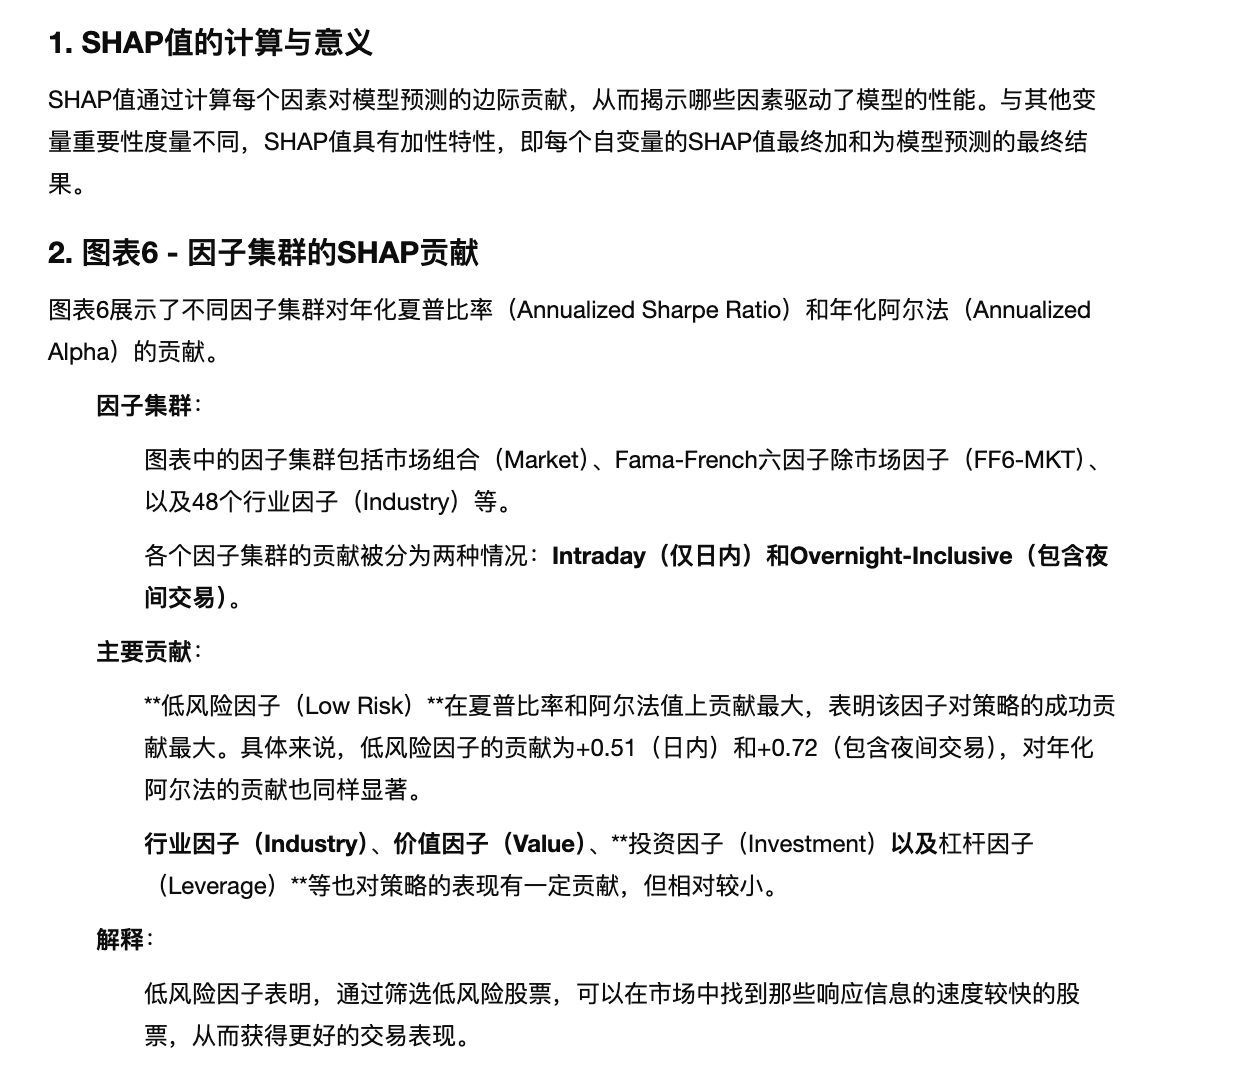 1. SHAP值的计算与意义
SHAP值通过计算每个因素对模型预测的边际贡献，从而揭示哪些因素驱动了模型的性能。与其他变
量重要性度量不同，SHAP值具有加性特性，即每个自变量的SHAP值最终加和为模型预测的最终结
果。
2. 图表6 - 因子集群的SHAP贡献
图表6展示了不同因子集群对年化夏普比率（Annualized Sharpe Ratio）和年化阿尔法（Annualized
Alpha）的贡献。
因子集群：
图表中的因子集群包括市场组合（Market）、Fama-French六因子除市场因子（FF6-MKT）、
以及48个行业因子（Industry）等。
各个因子集群的贡献被分为两种情况：Intraday（仅日内）和Overnight-Inclusive（包含夜
间交易）。
主要贡献：
**低风险因子（Low Risk）**在夏普比率和阿尔法值上贡献最大，表明该因子对策略的成功贡
献最大。具体来说，低风险因子的贡献为+0.51（日内）和+0.72（包含夜间交易），对年化
阿尔法的贡献也同样显著。
行业因子（Industry）、价值因子（Value）、**投资因子（Investment）以及杠杆因子
（Leverage）**等也对策略的表现有一定贡献，但相对较小。
解释：
低风险因子表明，通过筛选低风险股票，可以在市场中找到那些响应信息的速度较快的股
票，从而获得更好的交易表现。